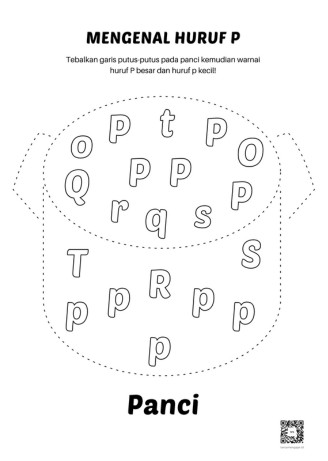 MENGENAL HURUF P
Tebalkan garis putus-putus pada panci kemudian warnai
huruf P besar dan huruf p kecil!
o p t p O
Q p p p
r q s
T R S
p p p p
p
Panci